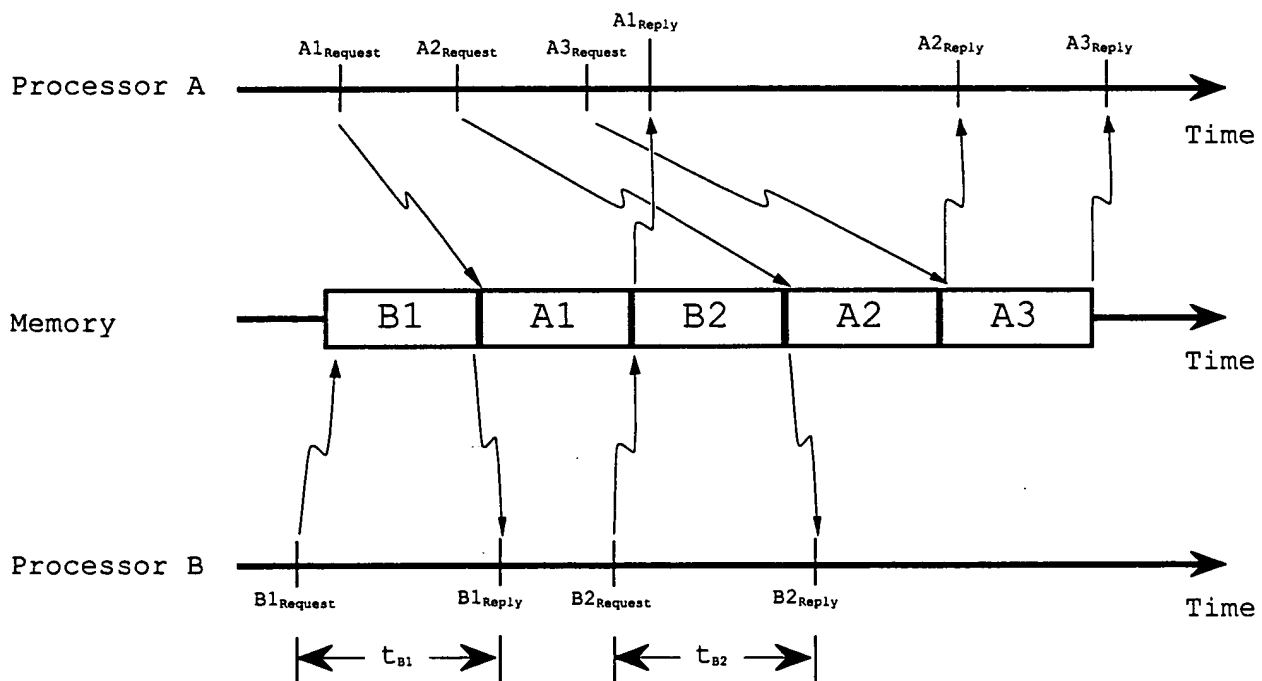 A1Reply
A1Request A2Request A3Request A2Reply A3Reply
Processor A
Time
B1 A1 B2 A2 A3
Memory
Time
Processor B
B1Request B1Reply B2Request B2Reply
Time
tB1 tB2